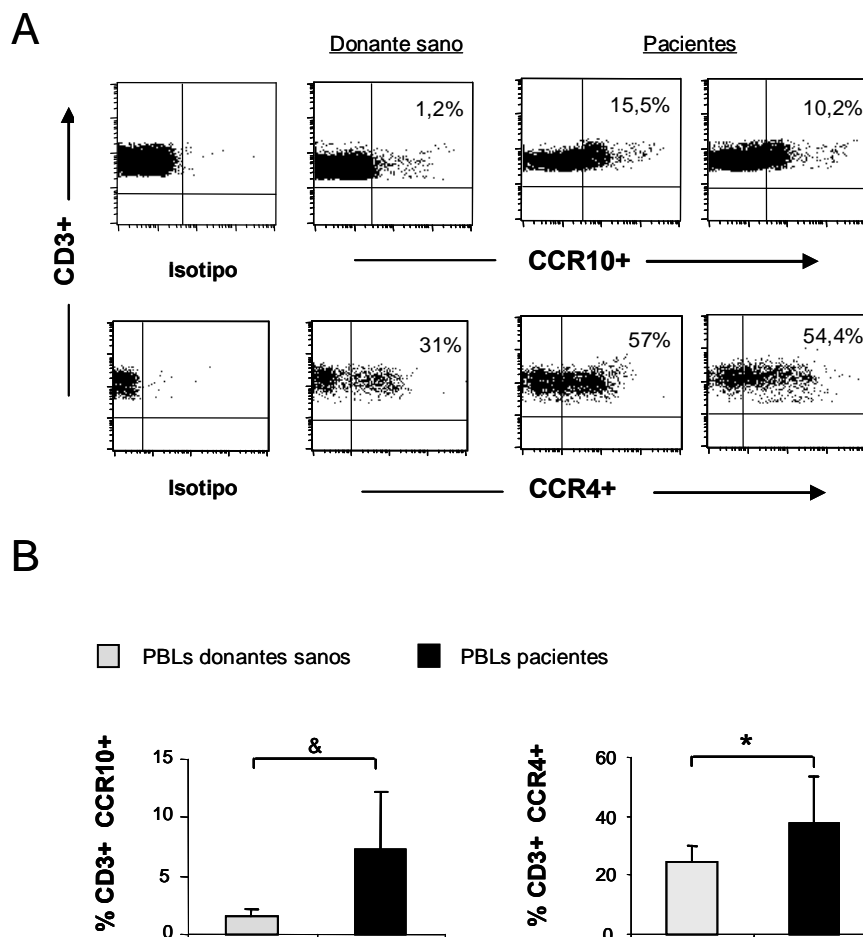 A
Donante sano
Pacientes
1,2%
15,5%
10,2%
CD3+
Isotipo
CCR10+
31%
57%
54,4%
Isotipo
CCR4+
B
PBLs donantes sanos
PBLs pacientes
% CD3+ CCR10+
15
10
5
0
&
% CD3+ CCR4+
60
40
20
0
*